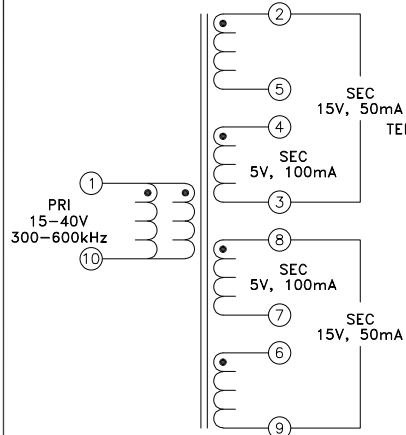 2
5
SEC
15V, 50mA
TE
4
SEC
5V, 100mA
3
1
PRI
15-40V
300-600kHz
10
8
SEC
5V, 100mA
7
SEC
15V, 50mA
6
9